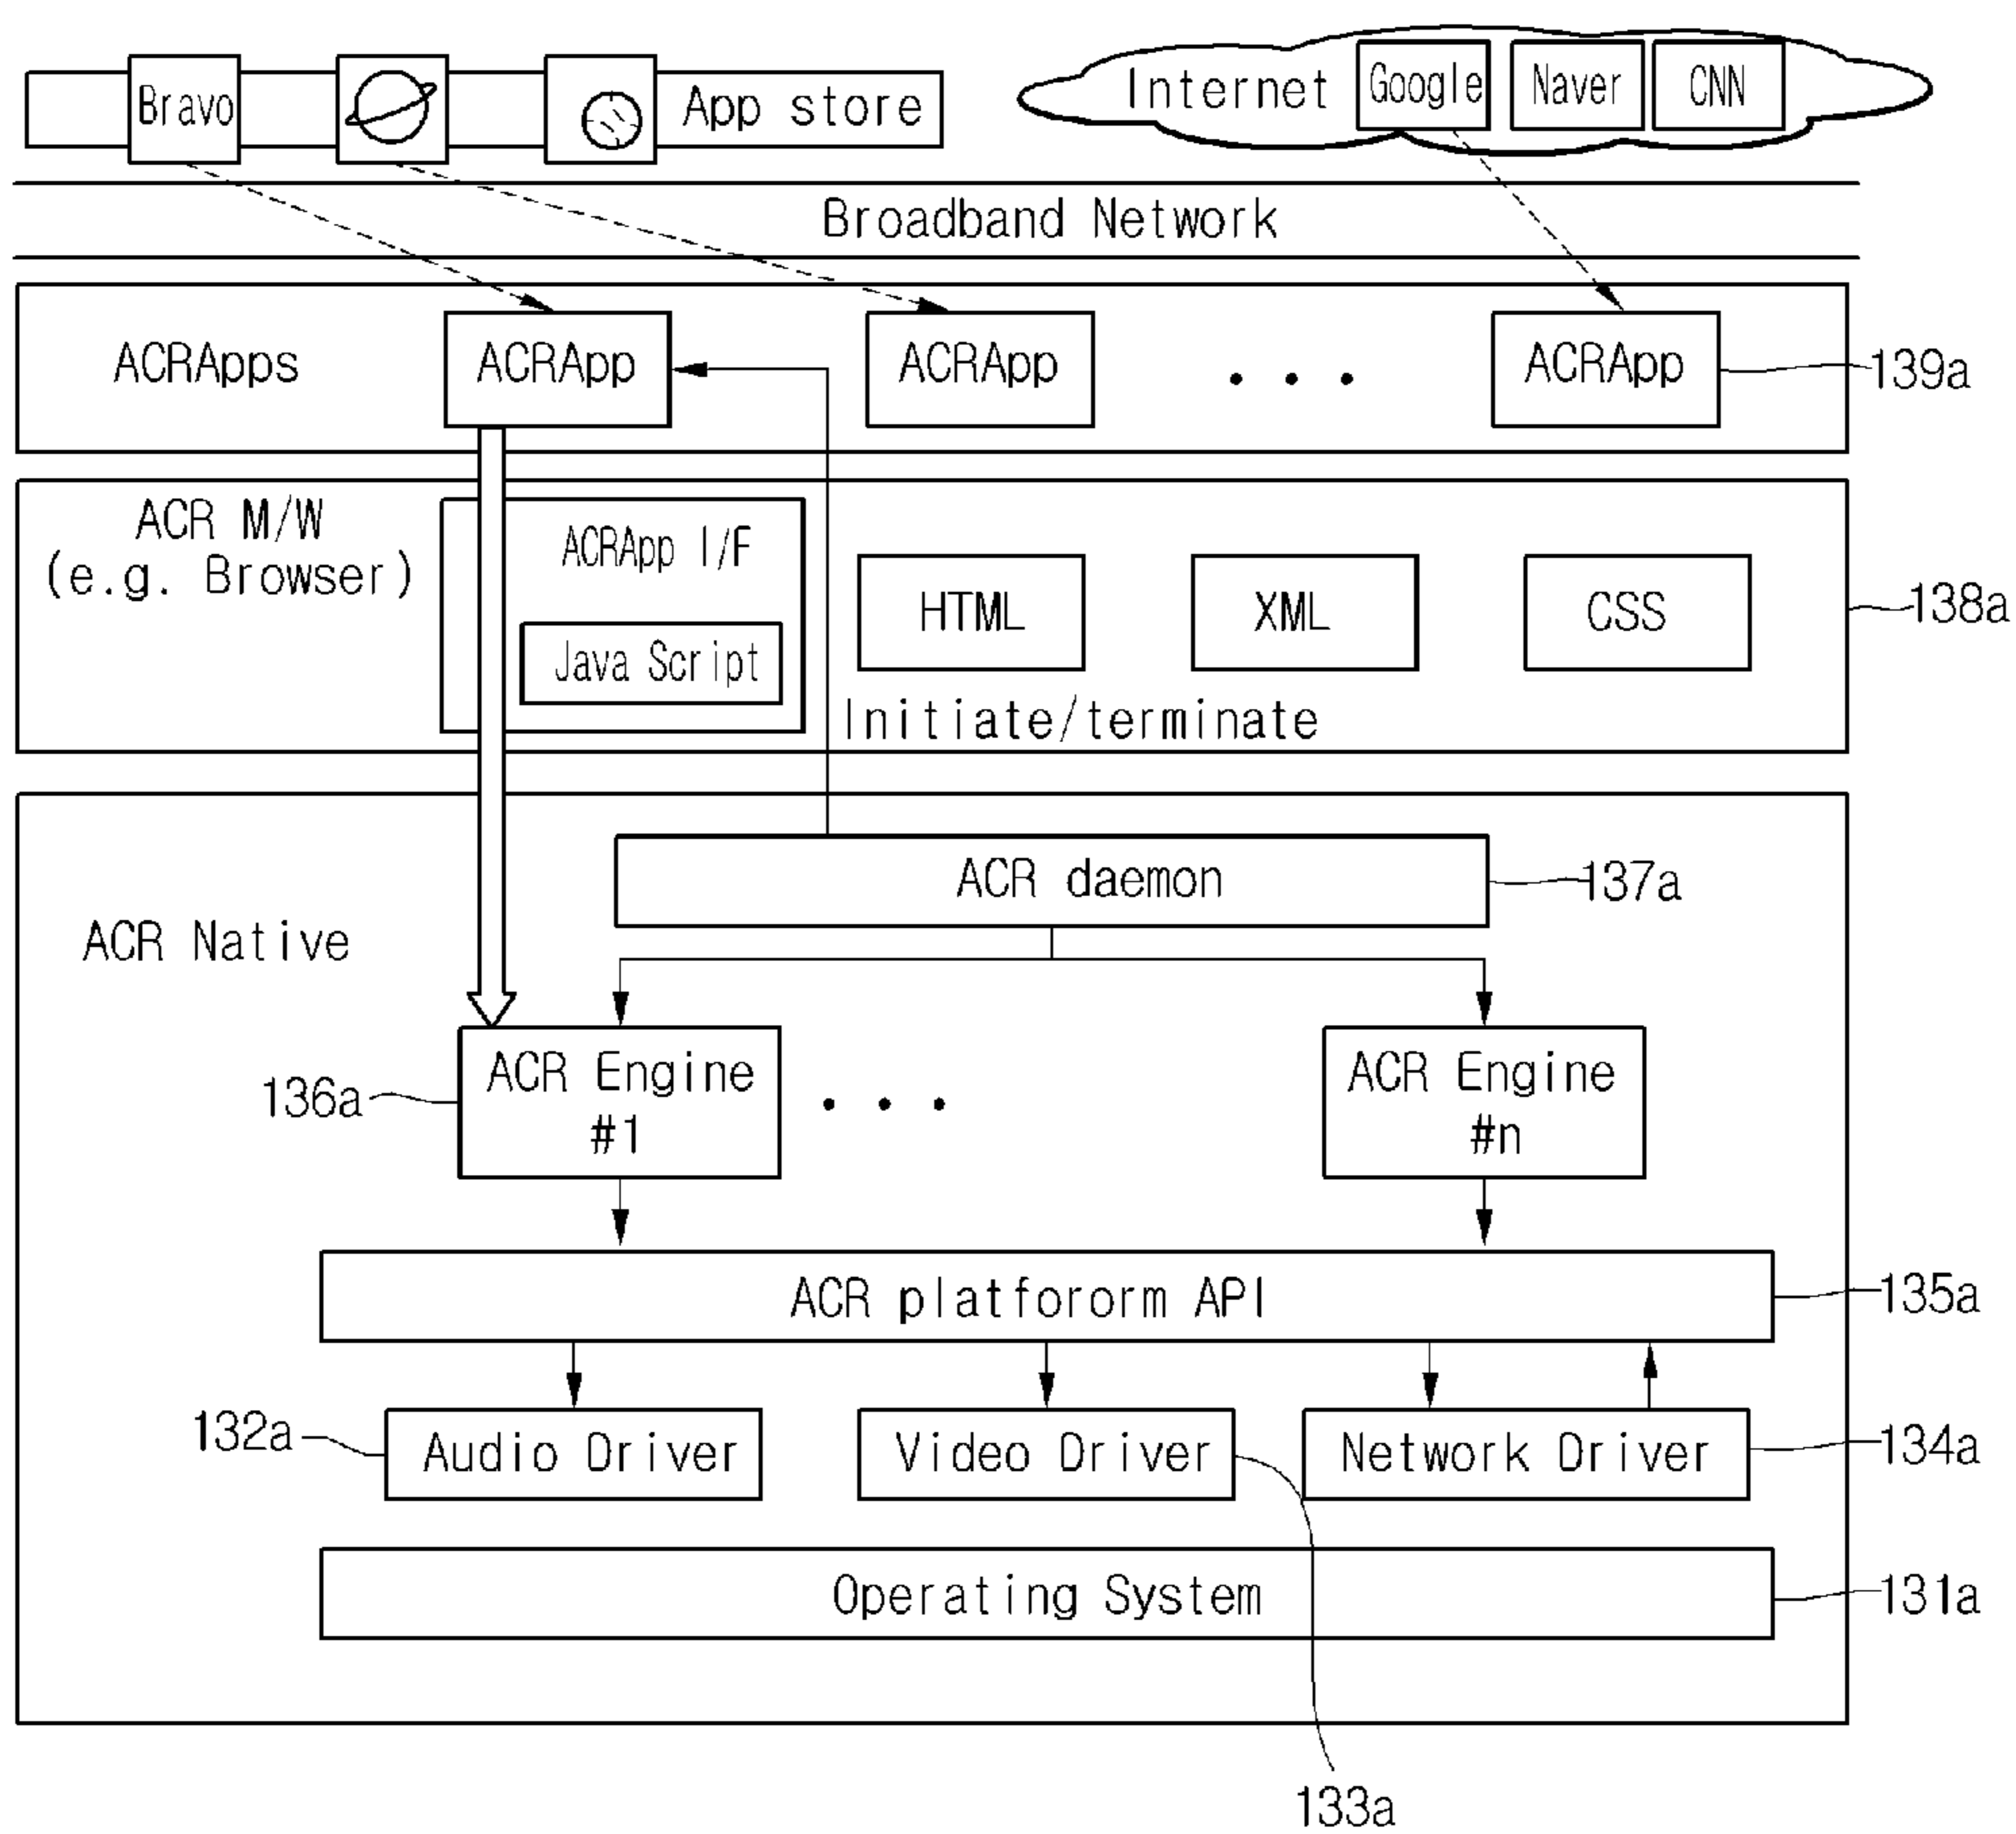 Bravo
App store
Internet
Google
Naver
CNN
Broadband Network
ACRApps
ACRApp
ACRApp
ACRApp
139a
ACR M/W
(e.g. Browser)
ACRApp I/F
Java Script
HTML
XML
CSS
138a
Initiate/terminate
ACR daemon
137a
ACR Native
ACR Engine
#1
136a
ACR Engine
#n
ACR platfororm API
135a
132a
Audio Driver
Video Driver
Network Driver
134a
Operating System
131a
133a